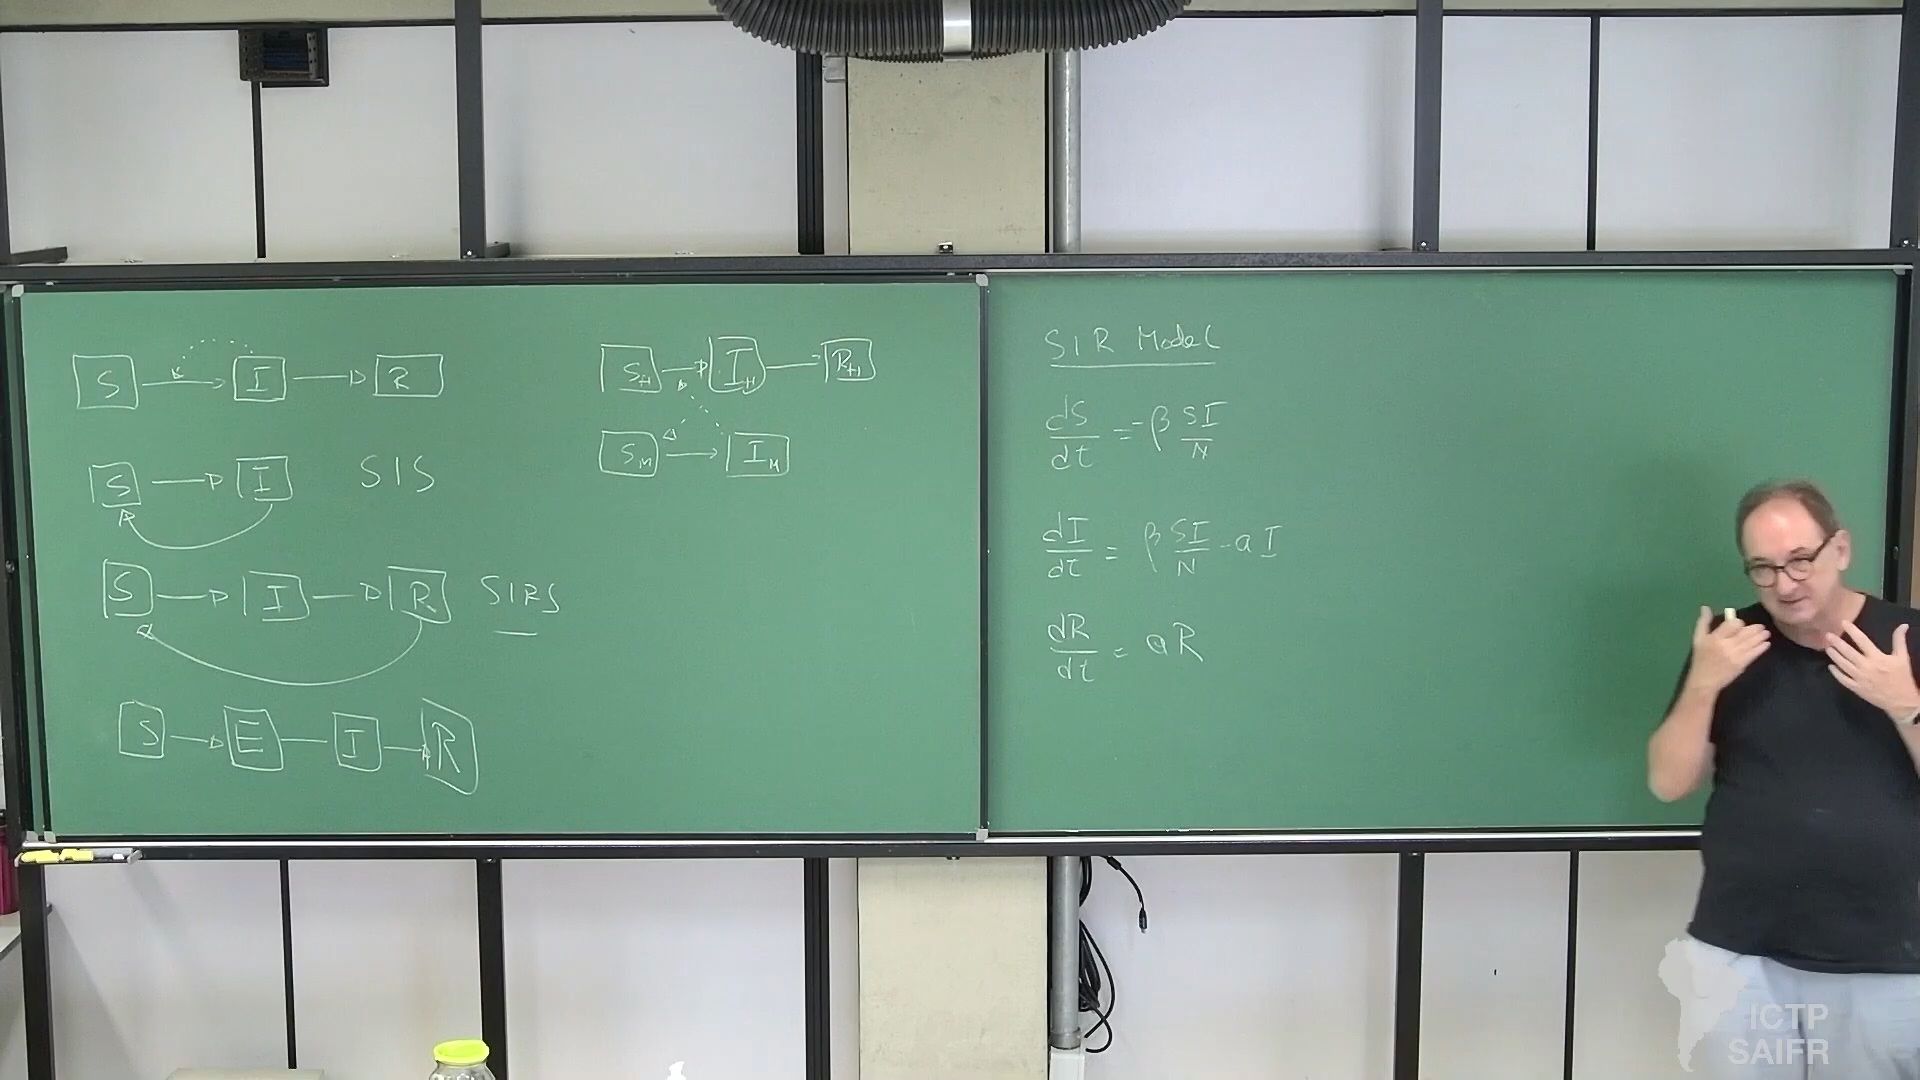 S I R
S I SIS
S I R SIRS
S E I R
S_H I_H R_H
S_M I_M
SIR Model
dS/dt = -β SI/N
dI/dt = β SI/N - aI
dR/dt = aR
ICTP
SAIFR